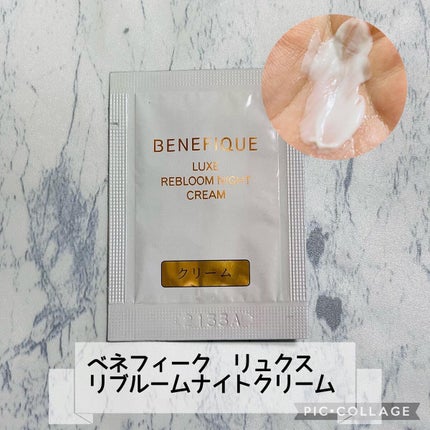 BENEFIQUE
LUXE
REBLOOM NIGHT
CREAM
クリーム
ベネフィーク リュクス
リブルームナイトクリーム
PIC•COLLAGE